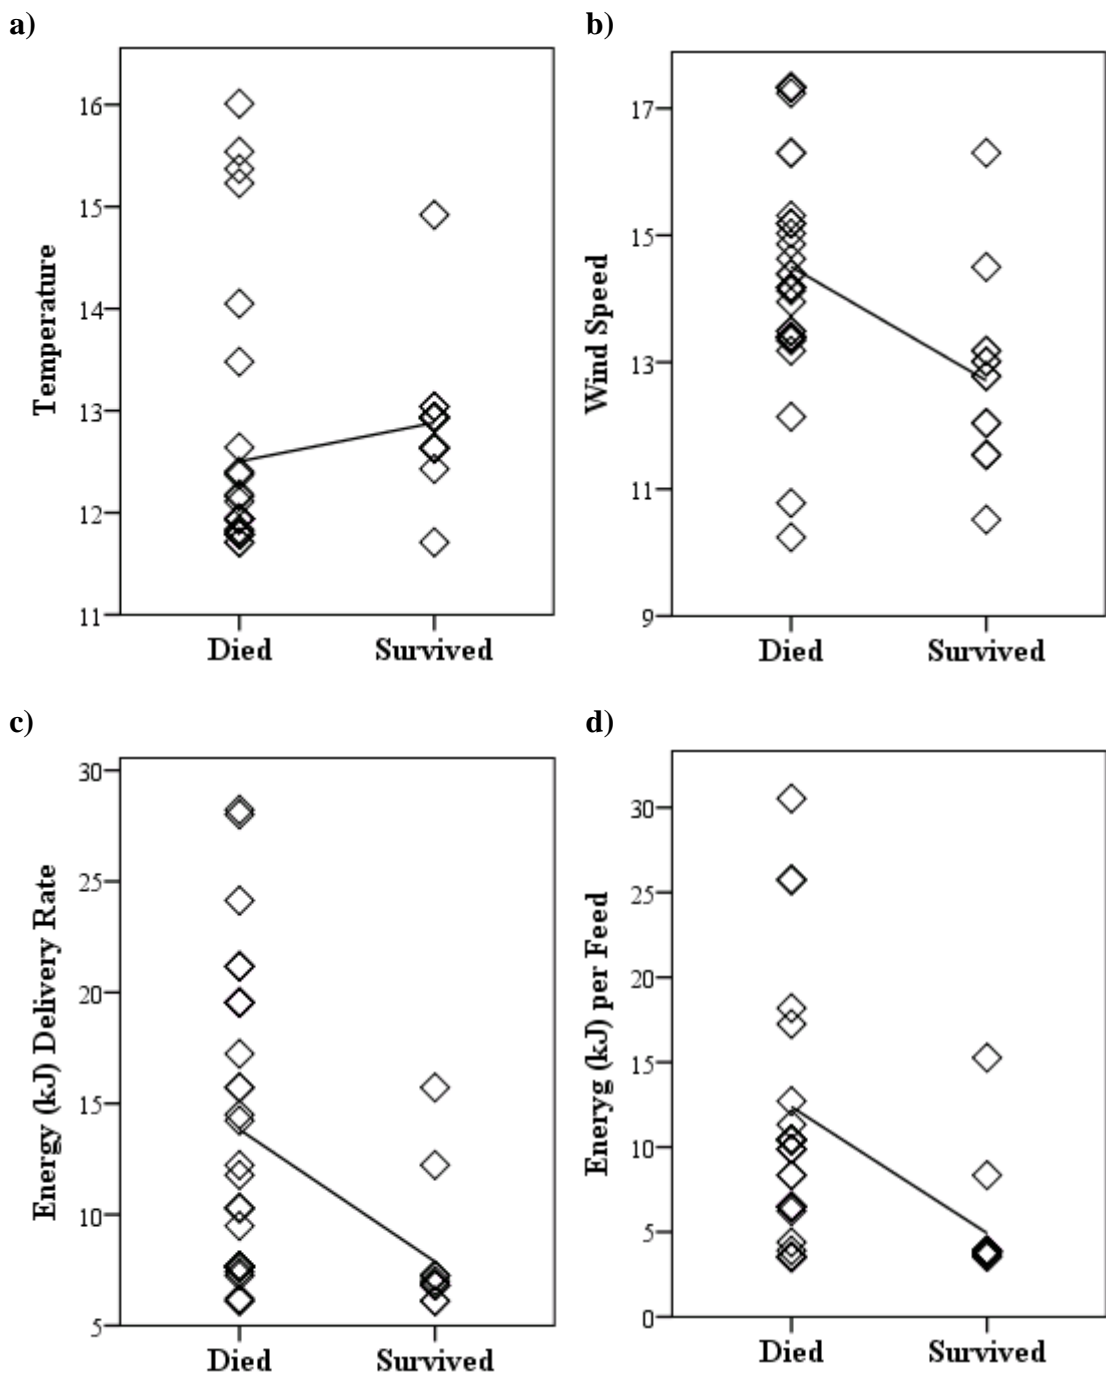 a)
Temperature
16
15
14
13
12
11
Died Survived
b)
Wind Speed
17
15
13
11
9
Died Survived
c)
Energy (kJ) Delivery Rate
30
25
20
15
10
5
Died Survived
d)
Eneryg (kJ) per Feed
30
25
20
15
10
5
0
Died Survived